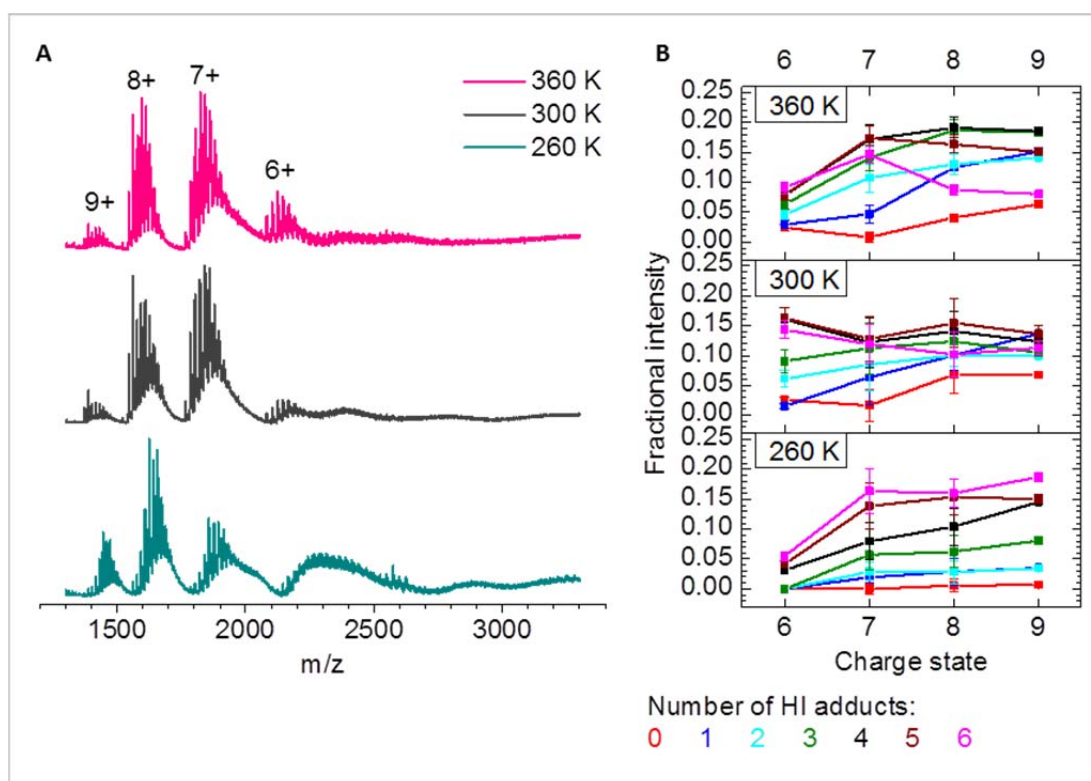 A
8+
7+
9+
6+
360 K
300 K
260 K
1500 2000 2500 3000
m/z
B
6 7 8 9
0.25
0.20
0.15
0.10
0.05
0.00
360 K
0.25
0.20
0.15
0.10
0.05
0.00
300 K
0.25
0.20
0.15
0.10
0.05
0.00
260 K
Fractional intensity
6 7 8 9
Charge state
Number of HI adducts:
0 1 2 3 4 5 6